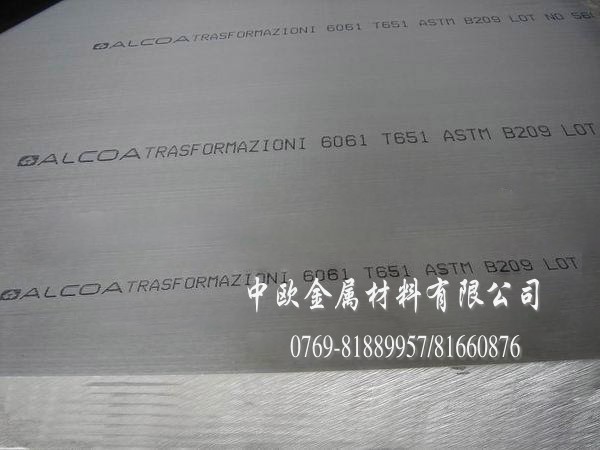 ALCOA TRASFORMAZIONI 6061 T651 ASTM B209 LOT NO 566
ALCOA TRASFORMAZIONI 6061 T651 ASTM B209 LOT
ALCOA TRASFORMAZIONI 6061 T651 ASTM B209 LOT
中欧金属材料有限公司
0769-81889957/81660876